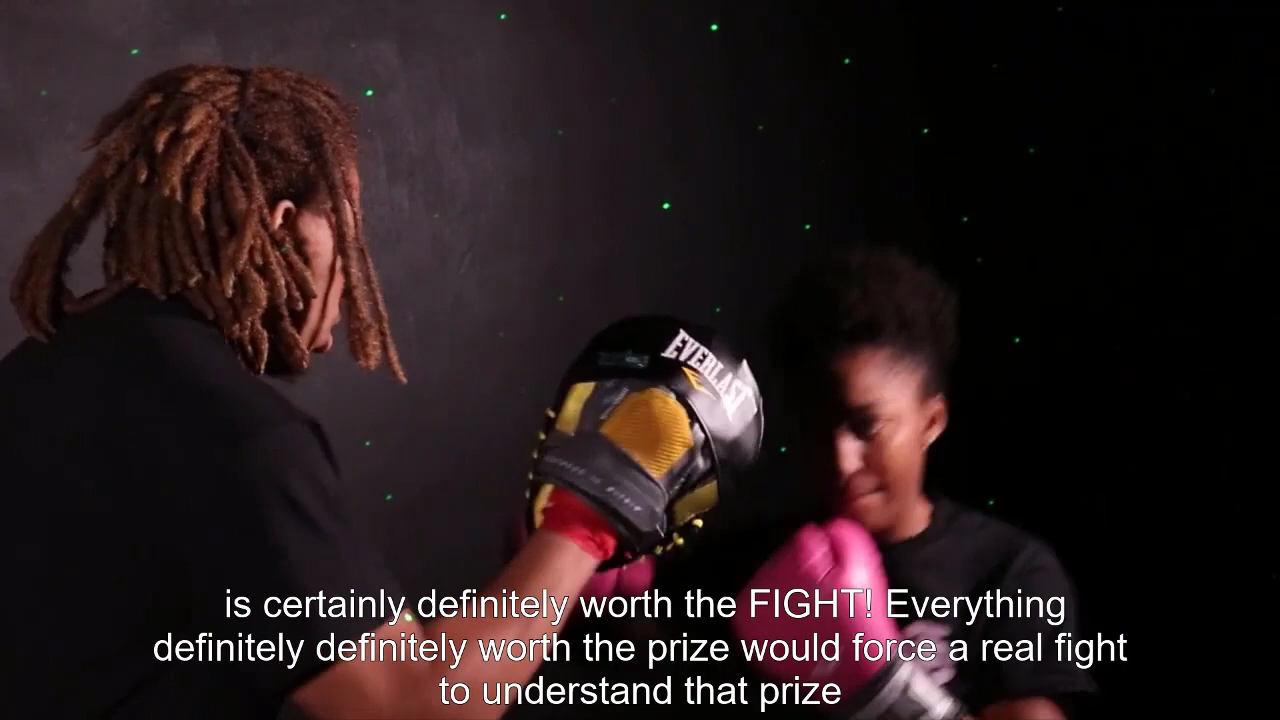 EVERLAST
is certainly definitely worth the FIGHT! Everything
definitely definitely worth the prize would force a real fight
to understand that prize